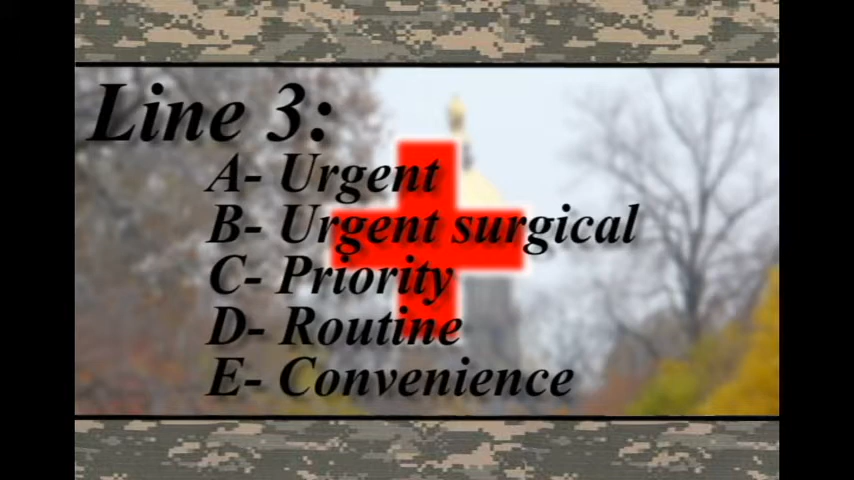 Line 3:
A- Urgent
B- Urgent surgical
C- Priority
D- Routine
E- Convenience